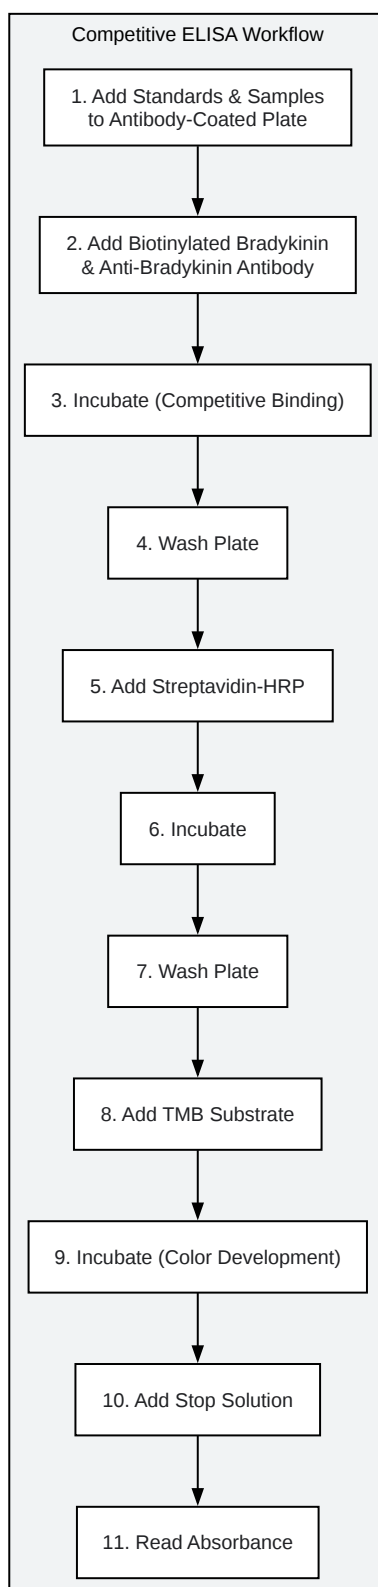 Competitive ELISA Workflow
1. Add Standards & Samples
to Antibody-Coated Plate
2. Add Biotinylated Bradykinin
& Anti-Bradykinin Antibody
3. Incubate (Competitive Binding)
4. Wash Plate
5. Add Streptavidin-HRP
6. Incubate
7. Wash Plate
8. Add TMB Substrate
9. Incubate (Color Development)
10. Add Stop Solution
11. Read Absorbance